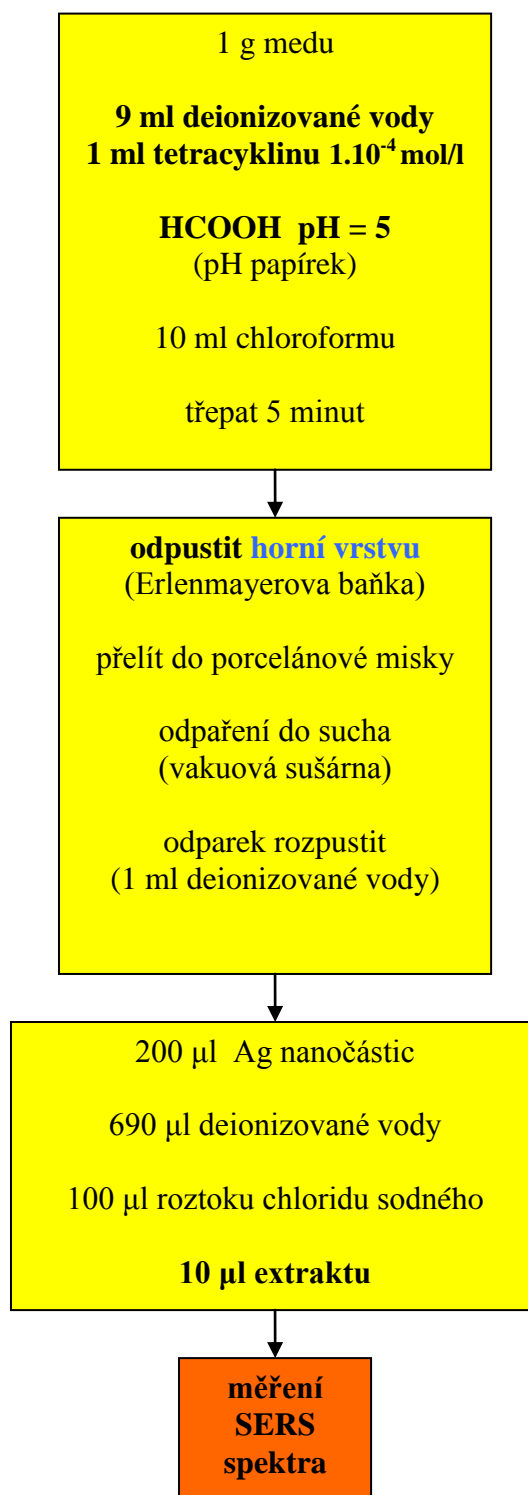 1 g medu
9 ml deionizované vody
1 ml tetracyklinu 1.10⁻⁴ mol/l
HCOOH pH = 5
(pH papírek)
10 ml chloroformu
třepat 5 minut
odpustit horní vrstvu
(Erlenmayerova baňka)
přelít do porcelánové misky
odpaření do sucha
(vakuová sušárna)
odparek rozpustit
(1 ml deionizované vody)
200 µl Ag nanočástic
690 µl deionizované vody
100 µl roztoku chloridu sodného
10 µl extraktu
měření
SERS
spektra